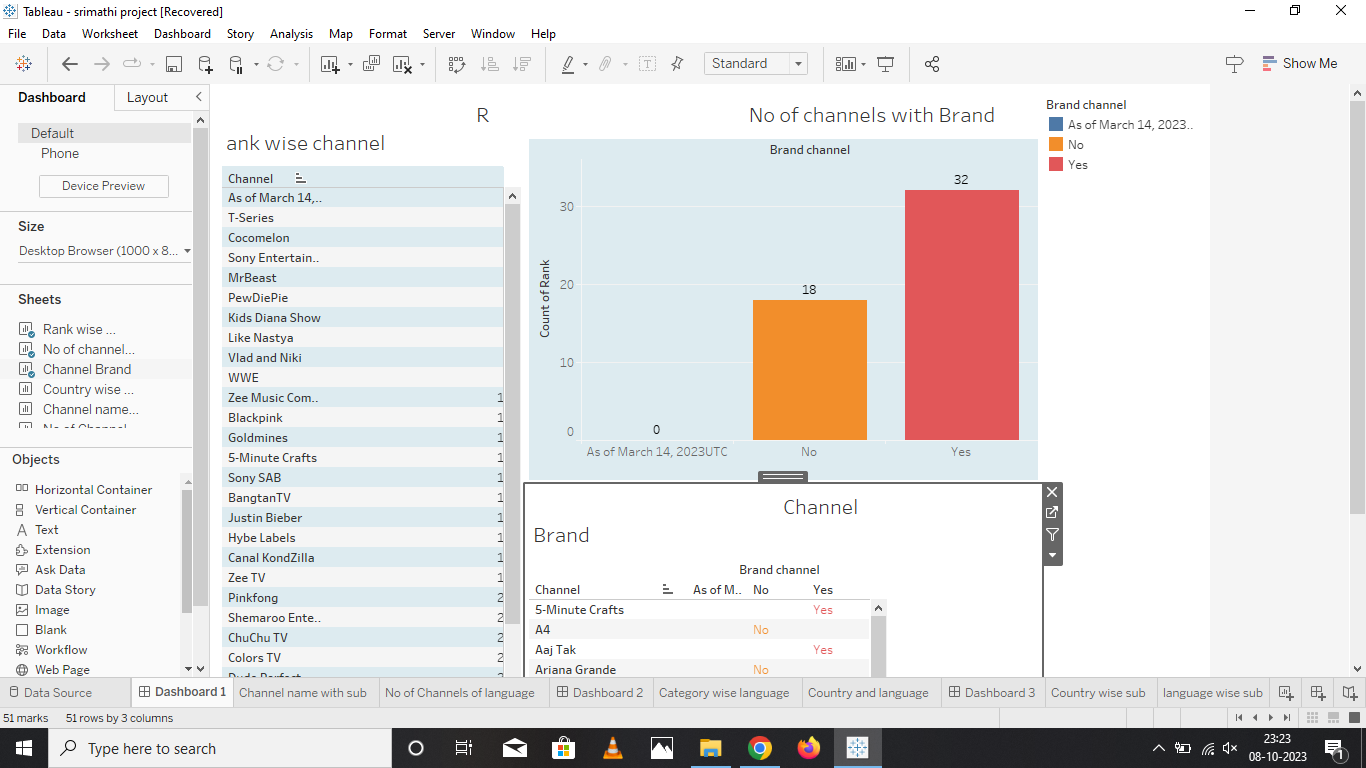 Tableau - srimathi project [Recovered]
File Data Worksheet Dashboard Story Analysis Map Format Server Window Help
Standard
Show Me
Dashboard Layout
Default
Phone
Device Preview
Size
Desktop Browser (1000 x 8...
Sheets
Rank wise ...
No of channel...
Channel Brand
Country wise ...
Channel name...
No of Channel
Objects
Horizontal Container
Vertical Container
Text
Extension
Ask Data
Data Story
Image
Blank
Workflow
Web Page
R
ank wise channel
Channel
As of March 14,..
T-Series
Cocomelon
Sony Entertain..
MrBeast
PewDiePie
Kids Diana Show
Like Nastya
Vlad and Niki
WWE
Zee Music Com.. 1
Blackpink 1
Goldmines 1
5-Minute Crafts 1
Sony SAB 1
BangtanTV 1
Justin Bieber 1
Hybe Labels 1
Canal KondZilla 1
Zee TV 1
Pinkfong 2
Shemaroo Ente.. 2
ChuChu TV 2
Colors TV 2
Dude Perfect
No of channels with Brand
Brand channel
Count of Rank
30
20
10
0
0
18
32
As of March 14, 2023UTC No Yes
Brand channel
As of March 14, 2023..
No
Yes
Channel
Brand
Brand channel
Channel As of M.. No Yes
5-Minute Crafts Yes
A4 No
Aaj Tak Yes
Ariana Grande No
Data Source Dashboard 1 Channel name with sub No of Channels of language Dashboard 2 Category wise language Country and language Dashboard 3 Country wise sub language wise sub
51 marks 51 rows by 3 columns
Type here to search
23:23
08-10-2023
1